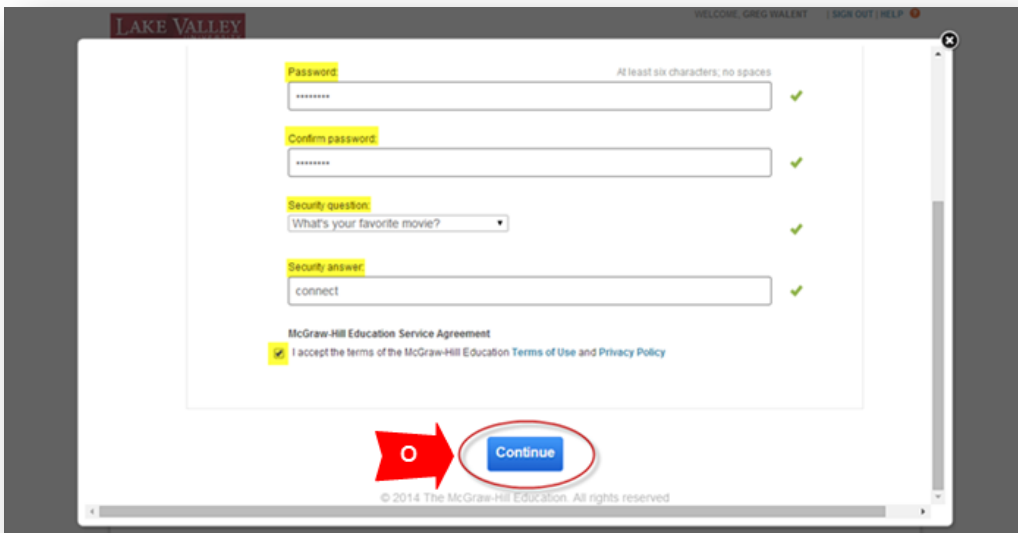 LAKE VALLEY
WELCOME, GREG WALENT | SIGN OUT | HELP
Password:
At least six characters; no spaces
••••••••
Confirm password:
••••••••
Security question:
What's your favorite movie?
Security answer:
connect
McGraw-Hill Education Service Agreement
I accept the terms of the McGraw-Hill Education Terms of Use and Privacy Policy
O
Continue
© 2014 The McGraw-Hill Education. All rights reserved